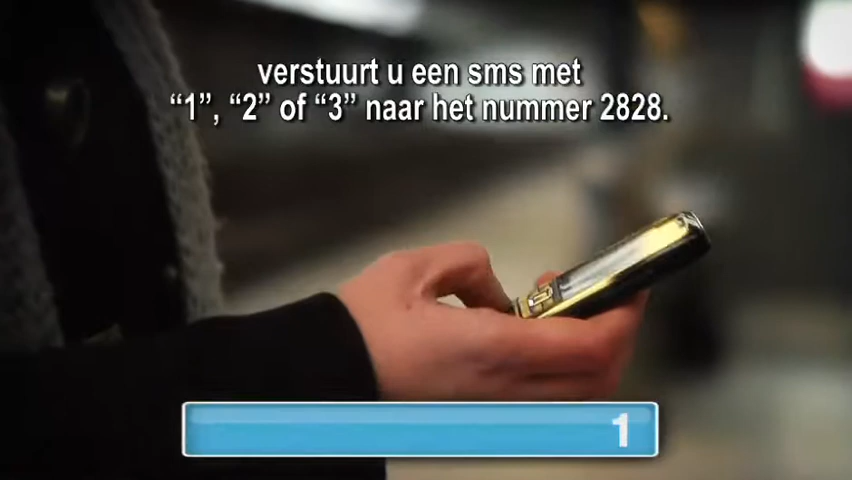 verstuurt u een sms met
“1”, “2” of “3” naar het nummer 2828.
1